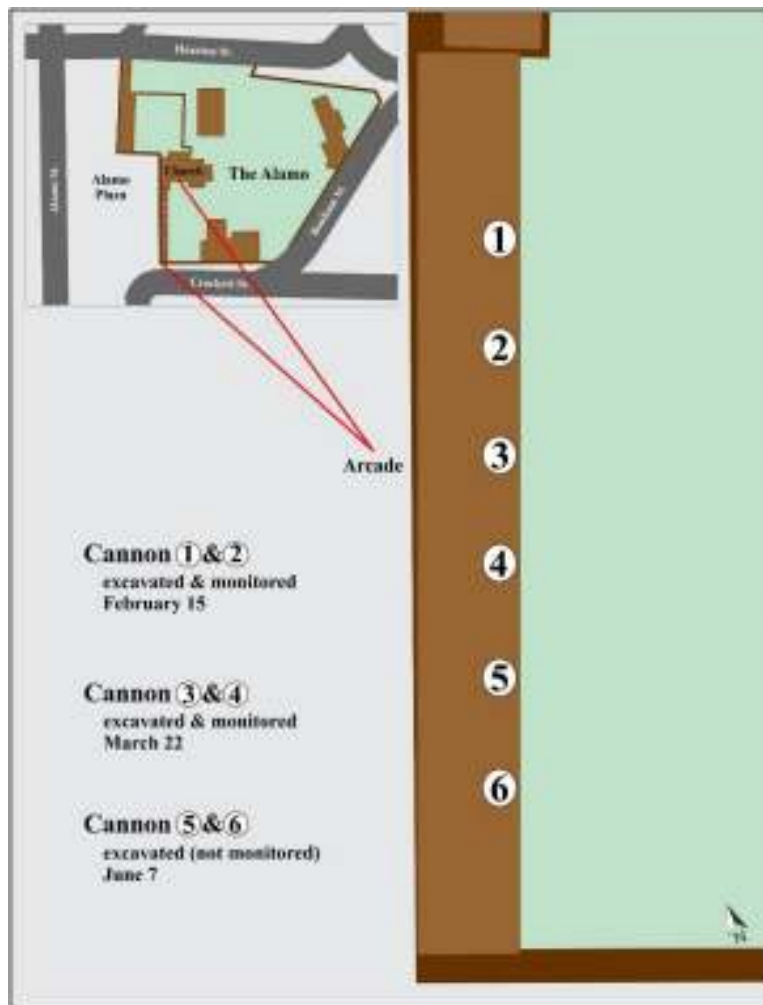 Houston St.
Alamo St.
Alamo
Plaza
Church
The Alamo
Bonham St.
Crockett St.
Arcade
Cannon 1 & 2
excavated & monitored
February 15
Cannon 3 & 4
excavated & monitored
March 22
Cannon 5 & 6
excavated (not monitored)
June 7
1
2
3
4
5
6